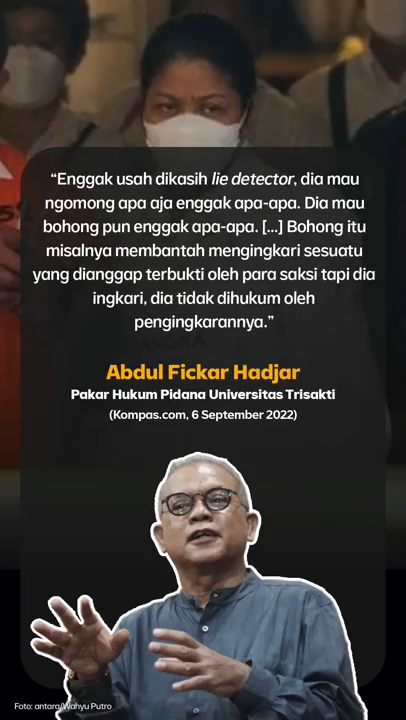 “Enggak usah dikasih lie detector, dia mau
ngomong apa aja enggak apa-apa. Dia mau
bohong pun enggak apa-apa. [...] Bohong itu
misalnya membantah mengingkari sesuatu
yang dianggap terbukti oleh para saksi tapi dia
ingkari, dia tidak dihukum oleh
pengingkarannya.”
Abdul Fickar Hadjar
Pakar Hukum Pidana Universitas Trisakti
(Kompas.com, 6 September 2022)
Foto: antara/Wahyu Putro